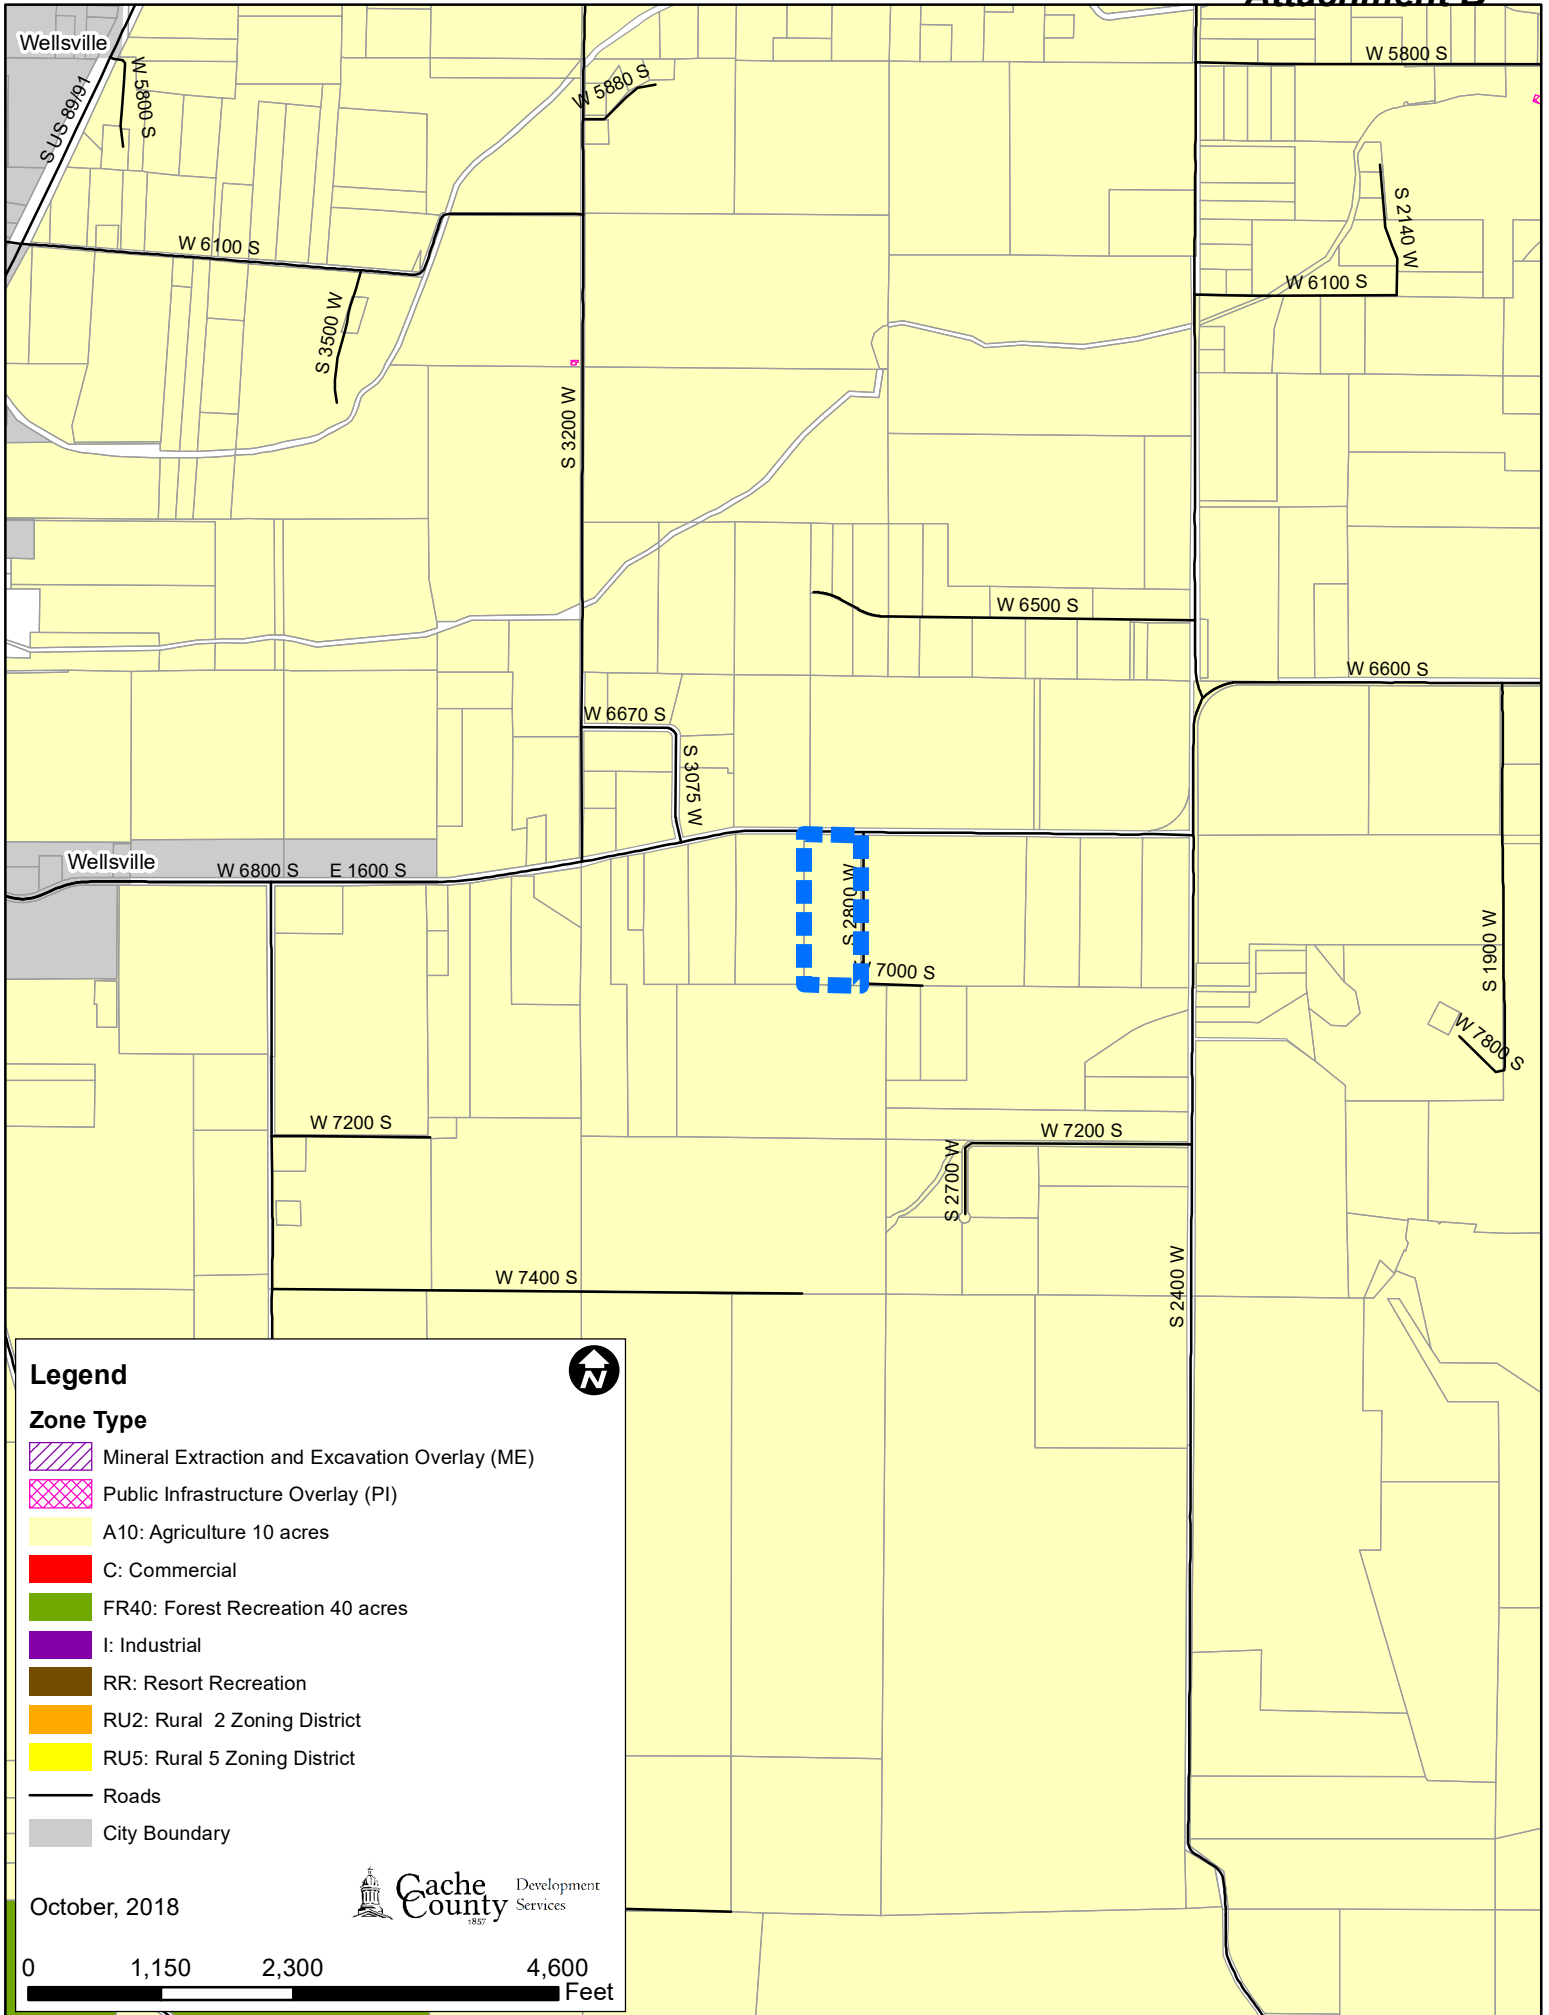 Wellsville
W 5800 S
S US 89/91
W 5880 S
W 5800 S
S 2140 W
W 6100 S
W 6100 S
S 3500 W
S 3200 W
W 6500 S
W 6600 S
W 6670 S
S 3075 W
Wellsville
W 6800 S
E 1600 S
S 2800 W
W 7000 S
S 1900 W
W 7800 S
W 7200 S
W 7200 S
S 2700 W
S 2400 W
W 7400 S
Legend
N
Zone Type
Mineral Extraction and Excavation Overlay (ME)
Public Infrastructure Overlay (PI)
A10: Agriculture 10 acres
C: Commercial
FR40: Forest Recreation 40 acres
I: Industrial
RR: Resort Recreation
RU2: Rural 2 Zoning District
RU5: Rural 5 Zoning District
Roads
City Boundary
October, 2018
Cache
County
1857
Development
Services
0 1,150 2,300 4,600
Feet